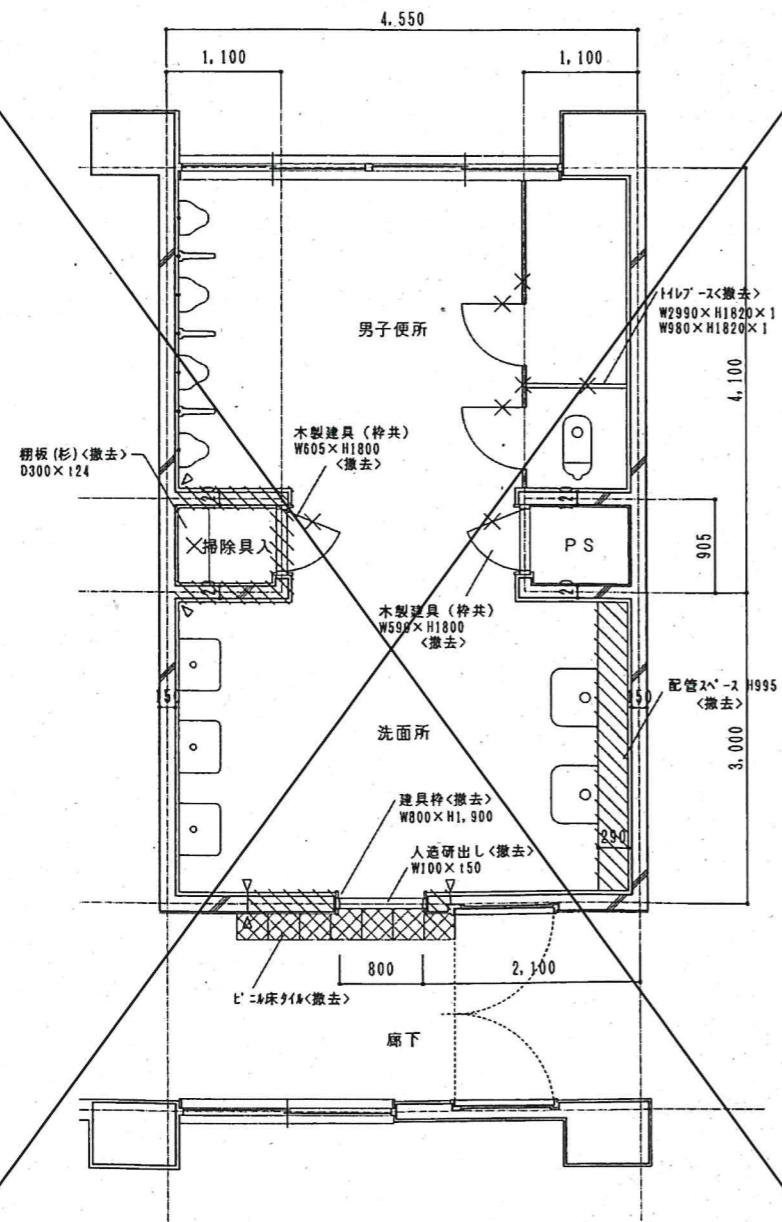 4,550
1,100
1,100
トイレブース<撤去>
W2990×H1820×1
W980×H1820×1
男子便所
4,100
木製建具(枠共)
W605×H1800
<撤去>
棚板(杉)<撤去>
D300×t24
120
120
掃除具入
PS
905
120
120
木製建具(枠共)
W590×H1800
<撤去>
配管スペース H995
<撤去>
150
150
洗面所
3,000
建具枠<撤去>
W800×H1,900
人造研出し<撤去>
W100×t50
290
800
2,100
ビニル床タイル<撤去>
廊下